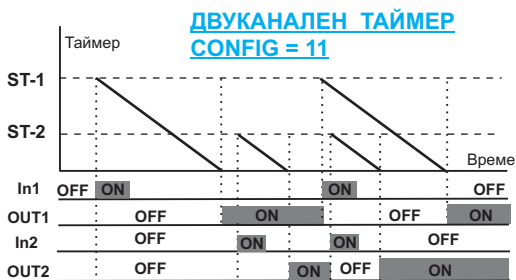 ДВУКАНАЛЕН ТАЙМЕР
CONFIG = 11
Таймер
ST-1
ST-2
Време
In1 OFF ON ON OFF
OUT1 OFF ON OFF ON
In2 OFF ON ON OFF
OUT2 OFF ON OFF ON